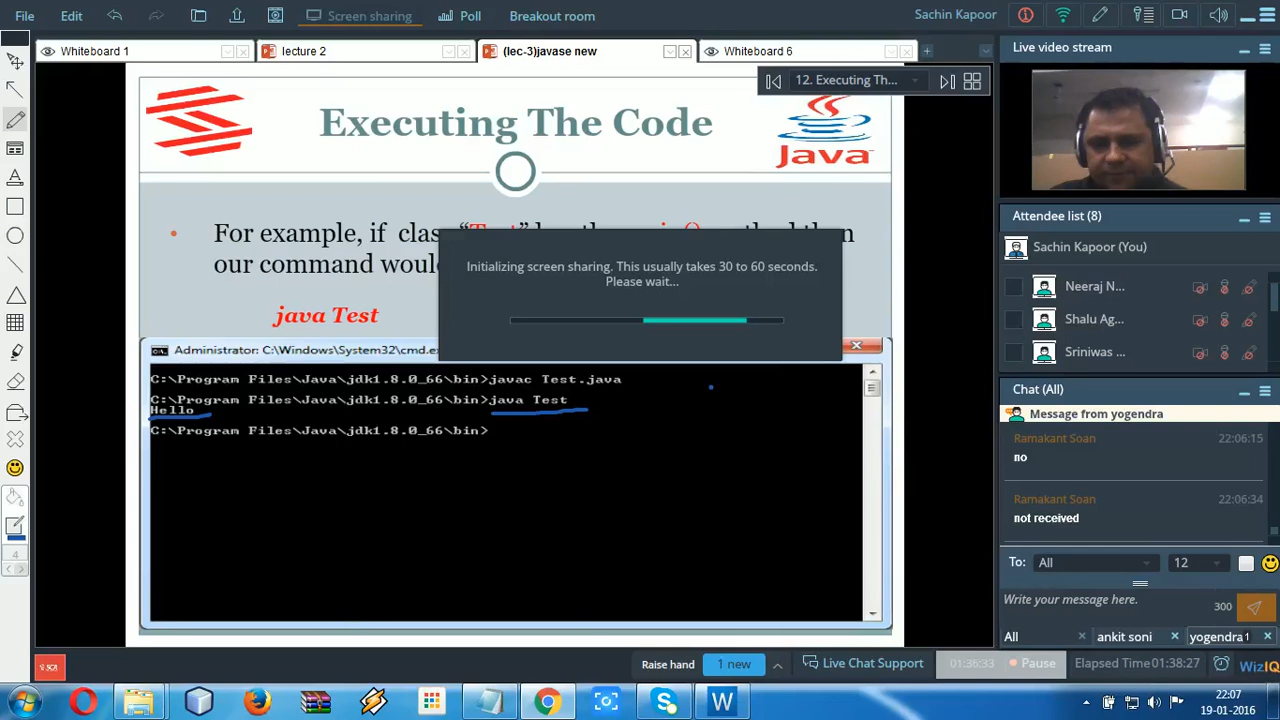 File Edit Screen sharing Poll Breakout room Sachin Kapoor
Whiteboard 1 lecture 2 (lec-3)javase new Whiteboard 6
Live video stream
12. Executing Th...
Executing The Code
Java
For example, if class
our command woul
java Test
Initializing screen sharing. This usually takes 30 to 60 seconds.
Please wait...
Administrator: C:\Windows\System32\cmd.e
C:\Program Files\Java\jdk1.8.0_66\bin>javac Test.java
C:\Program Files\Java\jdk1.8.0_66\bin>java Test
Hello
C:\Program Files\Java\jdk1.8.0_66\bin>
Attendee list (8)
Sachin Kapoor (You)
Neeraj N...
Shalu Ag...
Sriniwas ...
Chat (All)
Message from yogendra
Ramakant Soan 22:06:15
no
Ramakant Soan 22:06:34
not received
To: All 12
Write your message here. 300
All ankit soni yogendra1
4
SCR
Raise hand 1 new Live Chat Support 01:36:33 Pause Elapsed Time 01:38:27 WizIQ
22:07
19-01-2016